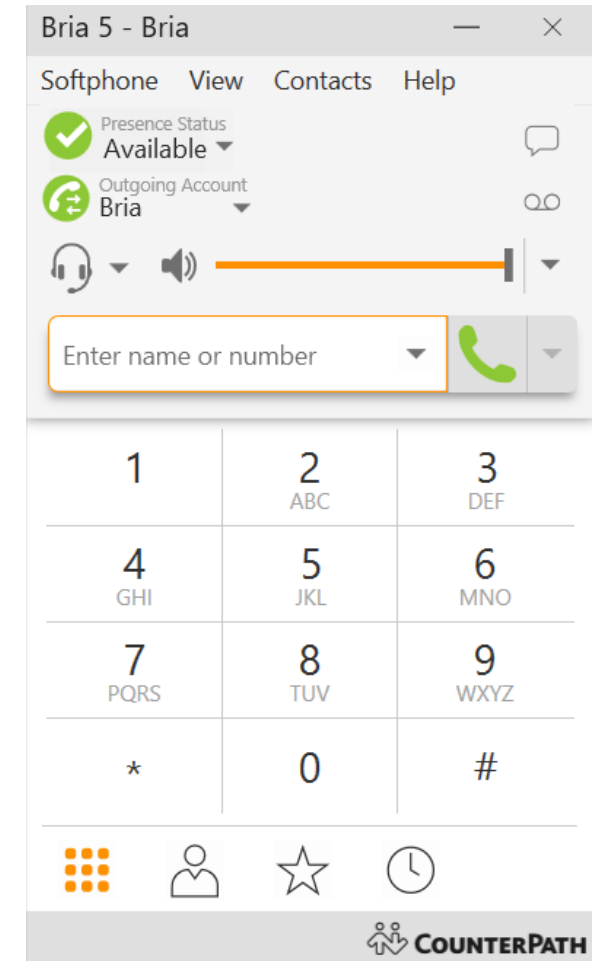 Bria 5 - Bria
Softphone View Contacts Help
Presence Status
Available
Outgoing Account
Bria
Enter name or number
1 2 3
ABC DEF
4 5 6
GHI JKL MNO
7 8 9
PQRS TUV WXYZ
* 0 #
COUNTERPATH